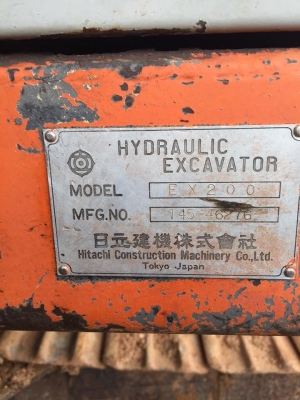 HYDRAULIC
EXCAVATOR
MODEL EX200
MFG.NO. 145-46276
日立建機株式會社
Hitachi Construction Machinery Co.,Ltd.
Tokyo Japan